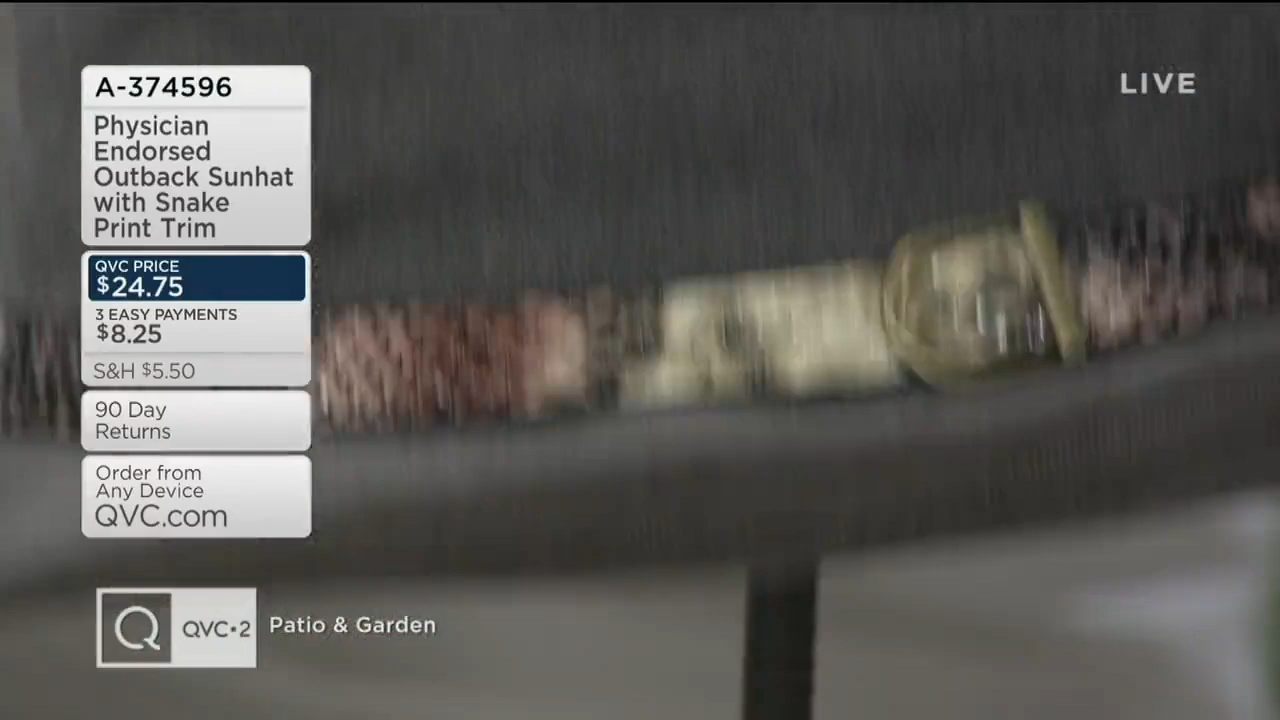 A-374596
Physician
Endorsed
Outback Sunhat
with Snake
Print Trim
QVC PRICE
$24.75
3 EASY PAYMENTS
$8.25
S&H $5.50
90 Day
Returns
Order from
Any Device
QVC.com
LIVE
Q QVC•2 Patio & Garden